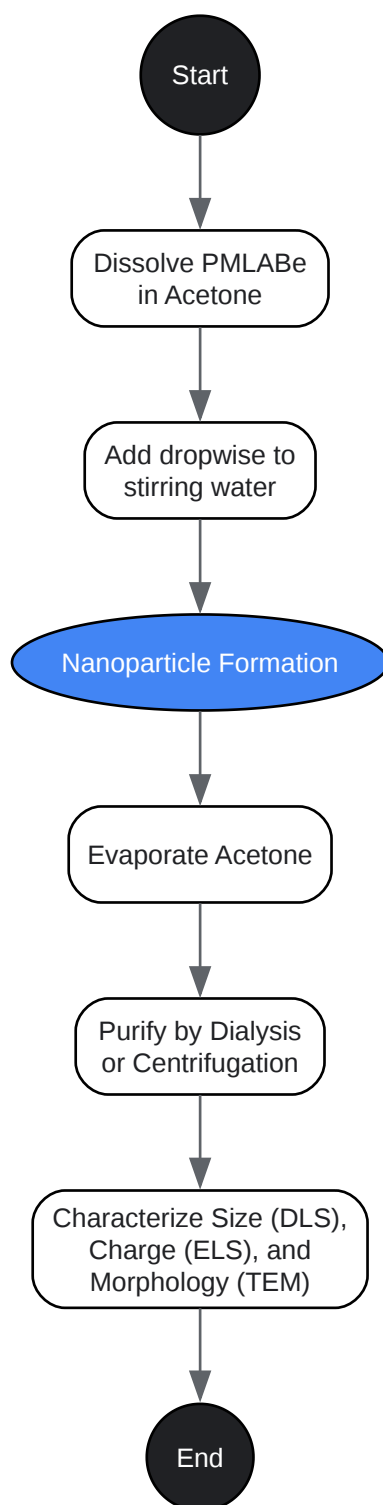 Start
Dissolve PMLABe
in Acetone
Add dropwise to
stirring water
Nanoparticle Formation
Evaporate Acetone
Purify by Dialysis
or Centrifugation
Characterize Size (DLS),
Charge (ELS), and
Morphology (TEM)
End